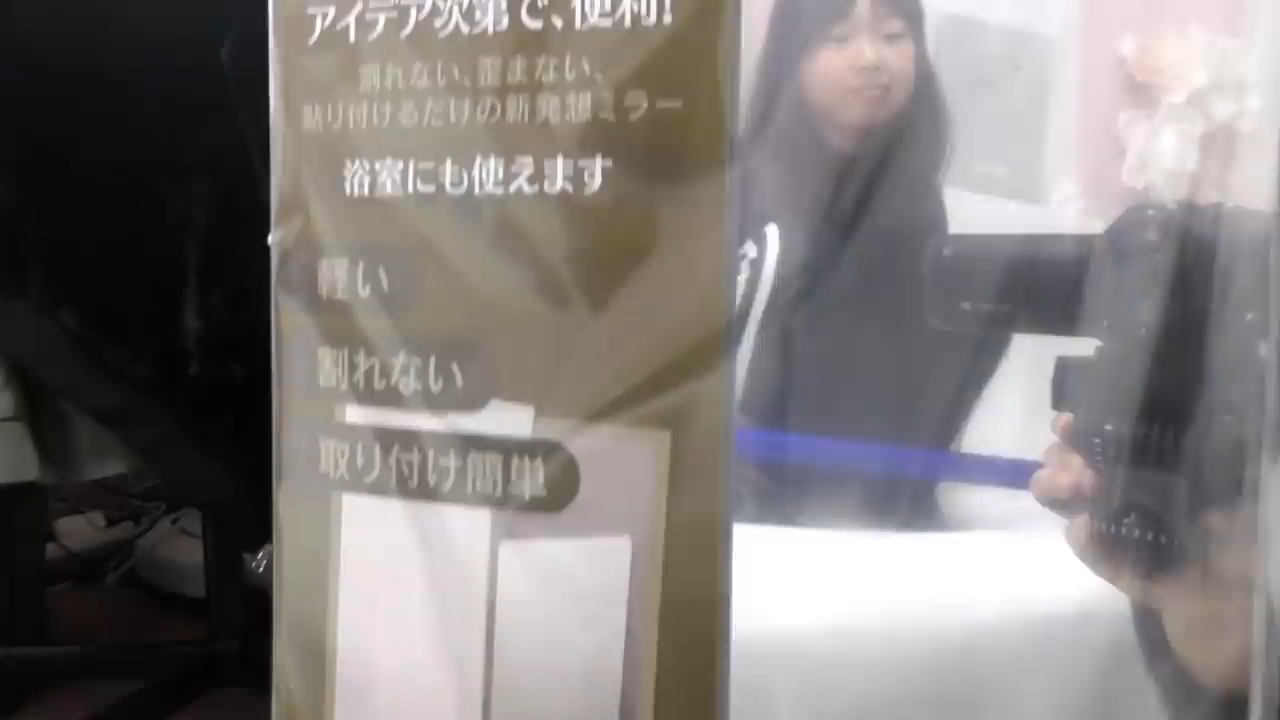 アイデア次第で、便利!
割れない、歪まない、
貼り付けるだけの新発想ミラー
浴室にも使えます
軽い
割れない
取り付け簡単